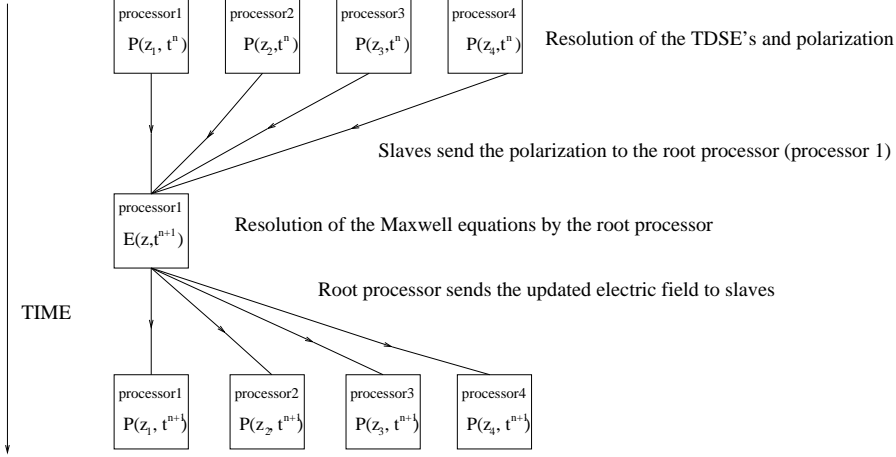 processor1 processor2 processor3 processor4
P(z₁, tⁿ) P(z₂,tⁿ) P(z₃,tⁿ) P(z₄,tⁿ)
Resolution of the TDSE's and polarization
Slaves send the polarization to the root processor (processor 1)
processor1
E(z,tⁿ⁺¹)
Resolution of the Maxwell equations by the root processor
Root processor sends the updated electric field to slaves
TIME
processor1 processor2 processor3 processor4
P(z₁, tⁿ⁺¹) P(z₂, tⁿ⁺¹) P(z₃, tⁿ⁺¹) P(z₄, tⁿ⁺¹)